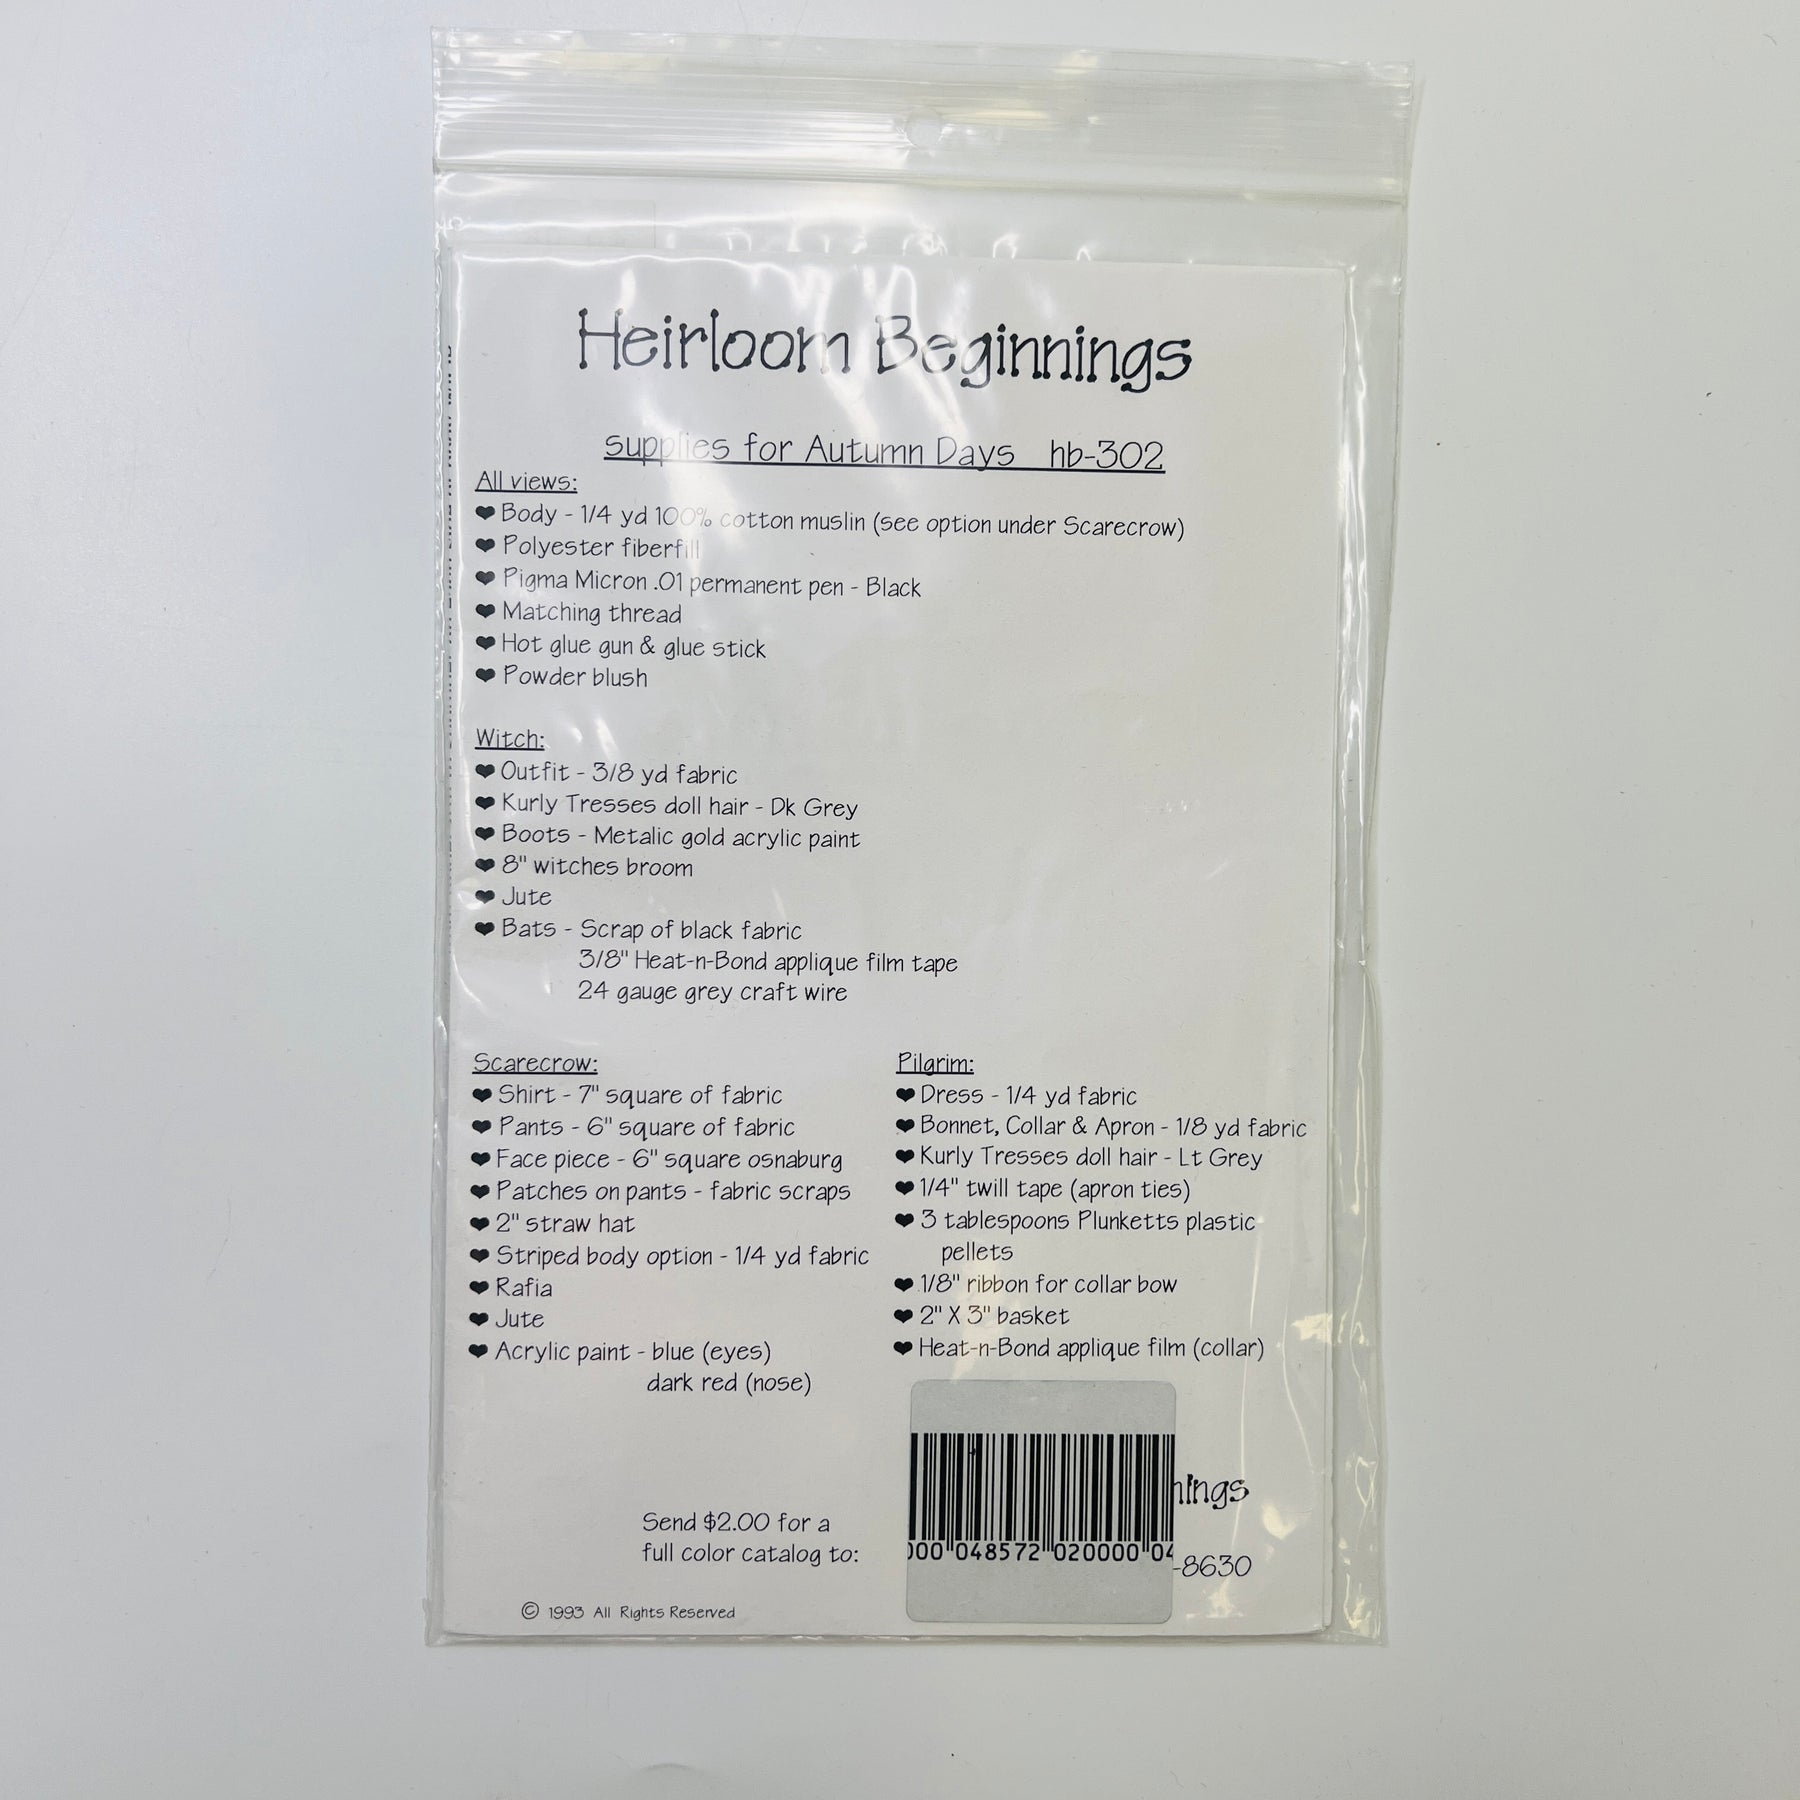 Heirloom Beginnings
supplies for Autumn Days hb-302
All views:
❤ Body - 1/4 yd 100% cotton muslin (see option under Scarecrow)
❤ Polyester fiberfill
❤ Pigma Micron .01 permanent pen - Black
❤ Matching thread
❤ Hot glue gun & glue stick
❤ Powder blush
Witch:
❤ Outfit - 3/8 yd fabric
❤ Kurly Tresses doll hair - Dk Grey
❤ Boots - Metalic gold acrylic paint
❤ 8" witches broom
❤ Jute
❤ Bats - Scrap of black fabric
3/8" Heat-n-Bond applique film tape
24 gauge grey craft wire
Scarecrow:
❤ Shirt - 7" square of fabric
❤ Pants - 6" square of fabric
❤ Face piece - 6" square osnaburg
❤ Patches on pants - fabric scraps
❤ 2" straw hat
❤ Striped body option - 1/4 yd fabric
❤ Rafia
❤ Jute
❤ Acrylic paint - blue (eyes)
dark red (nose)
Pilgrim:
❤ Dress - 1/4 yd fabric
❤ Bonnet, Collar & Apron - 1/8 yd fabric
❤ Kurly Tresses doll hair - Lt Grey
❤ 1/4" twill tape (apron ties)
❤ 3 tablespoons Plunketts plastic
pellets
❤ 1/8" ribbon for collar bow
❤ 2" X 3" basket
❤ Heat-n-Bond applique film (collar)
Send $2.00 for a
full color catalog to:
© 1993 All Rights Reserved
000 048572 020000 04
nings
-8630